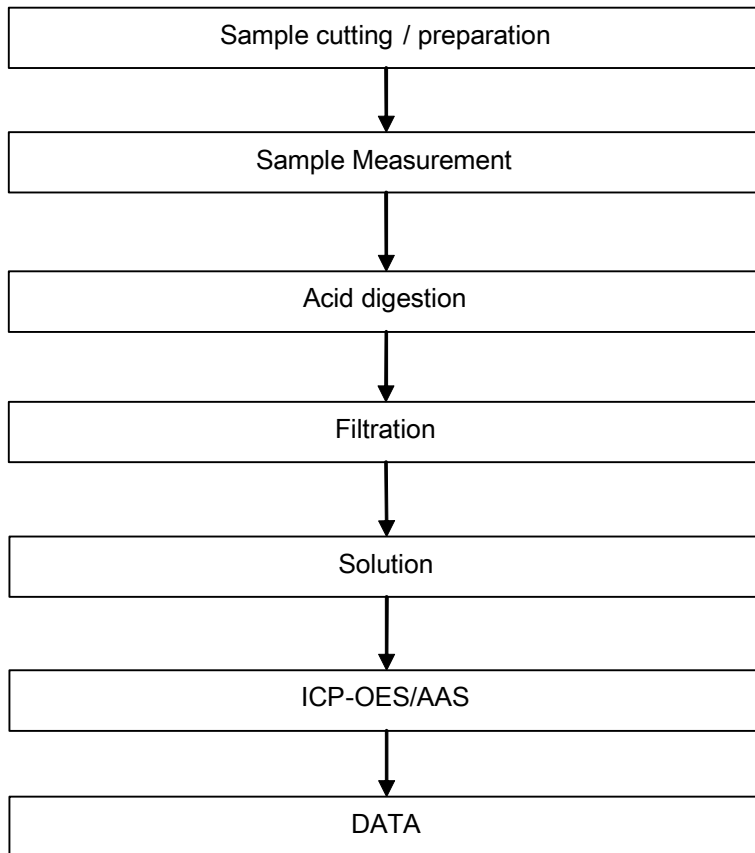 Sample cutting / preparation
Sample Measurement
Acid digestion
Filtration
Solution
ICP-OES/AAS
DATA